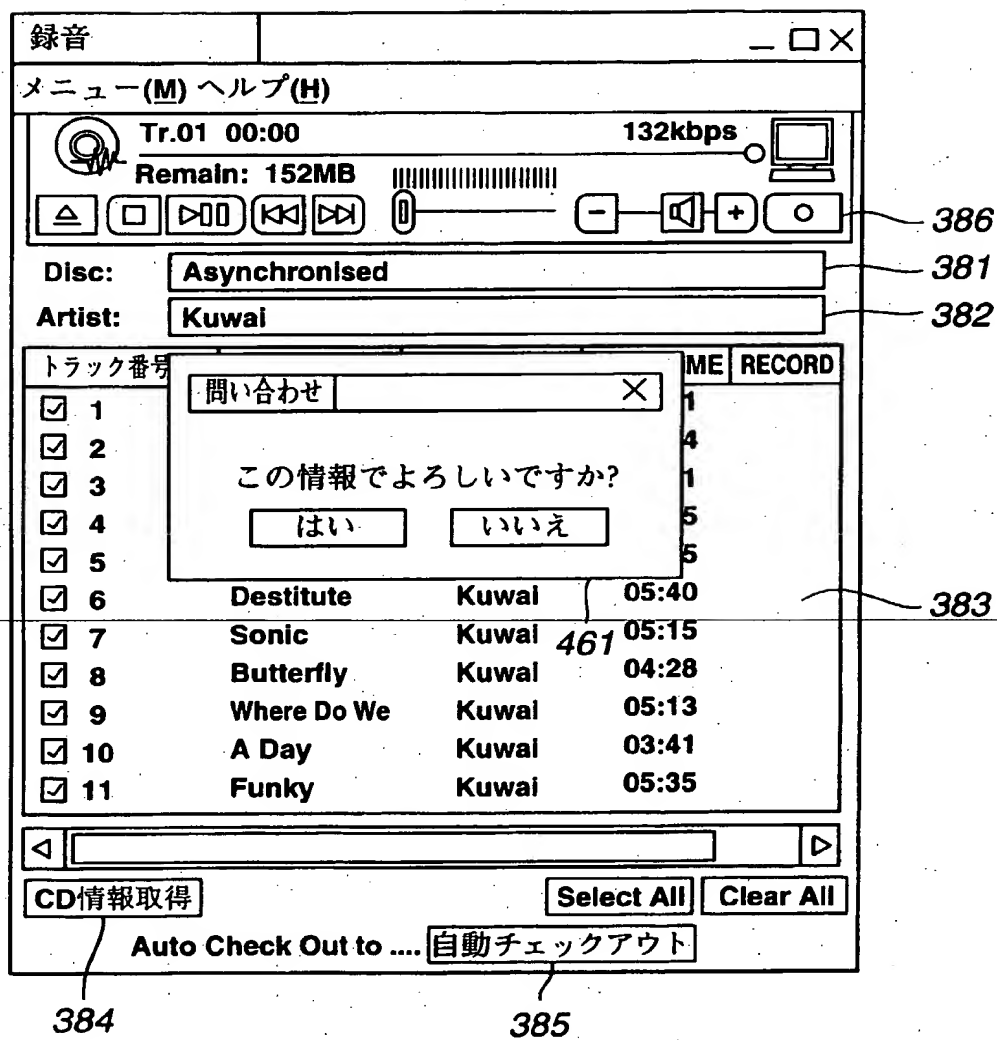 録音
メニュー(M) ヘルプ(H)
Tr.01 00:00 132kbps
Remain: 152MB
386
Disc: Asynchronised 381
Artist: Kuwai 382
トラック番号 ME RECORD
問い合わせ
この情報でよろしいですか?
はい いいえ
1 1
2 4
3 1
4 5
5 5
6 Destitute Kuwai 05:40 383
7 Sonic Kuwai 461 05:15
8 Butterfly Kuwai 04:28
9 Where Do We Kuwai 05:13
10 A Day Kuwai 03:41
11 Funky Kuwai 05:35
CD情報取得 Select All Clear All
Auto Check Out to .... 自動チェックアウト
384 385